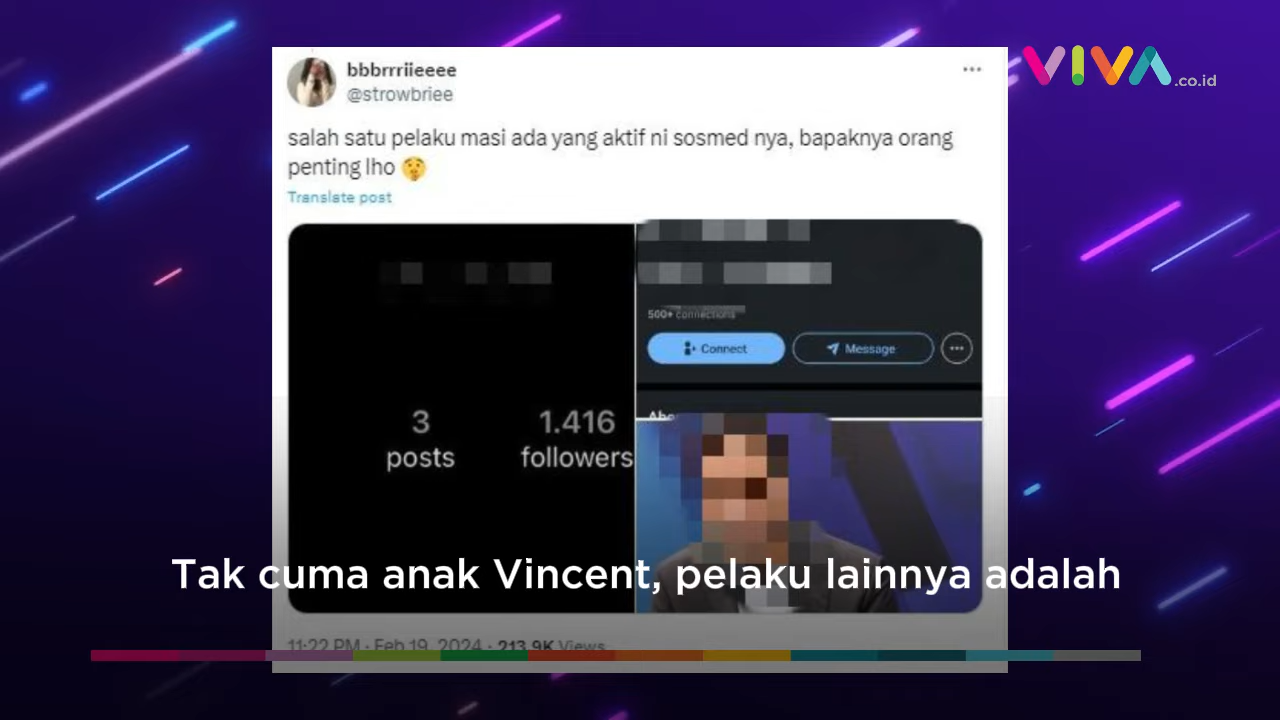 bbbrrriieeee
@strowbriee
VIVA.co.id
salah satu pelaku masi ada yang aktif ni sosmed nya, bapaknya orang
penting lho 🤫
Translate post
500+ connections
Connect
Message
3
posts
1.416
followers
Tak cuma anak Vincent, pelaku lainnya adalah
11:22 PM · Feb 19, 2024 · 213.9K Views